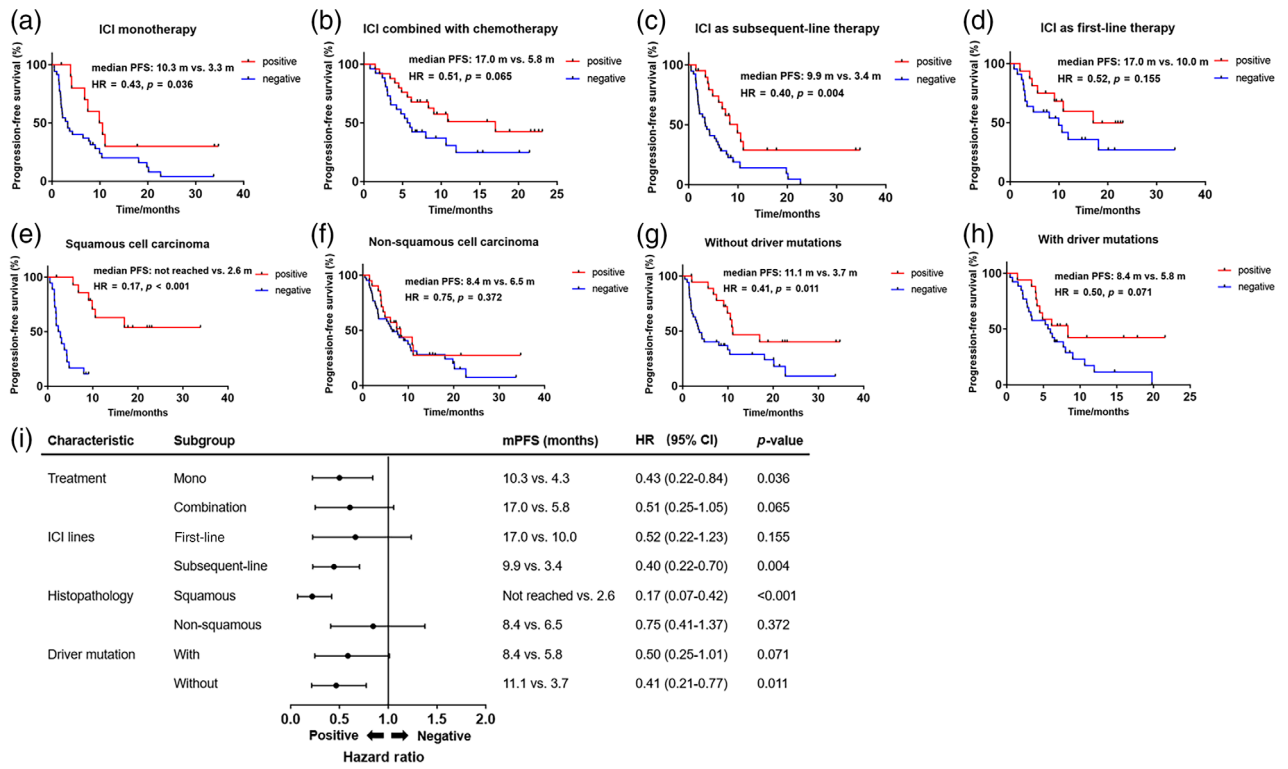 (a)
ICI monotherapy
Progression-free survival (%)
median PFS: 10.3 m vs. 3.3 m
HR = 0.43, p = 0.036
positive
negative
100
50
0
0 10 20 30 40
Time/months
(b)
ICI combined with chemotherapy
Progression-free survival (%)
median PFS: 17.0 m vs. 5.8 m
HR = 0.51, p = 0.065
positive
negative
100
50
0
0 5 10 15 20 25
Time/months
(c)
ICI as subsequent-line therapy
Progression-free survival (%)
median PFS: 9.9 m vs. 3.4 m
HR = 0.40, p = 0.004
positive
negative
100
50
0
0 10 20 30 40
Time/months
(d)
ICI as first-line therapy
Progression-free survival (%)
median PFS: 17.0 m vs. 10.0 m
HR = 0.52, p = 0.155
positive
negative
100
50
0
0 10 20 30 40
Time/months
(e)
Squamous cell carcinoma
Progression-free survival (%)
median PFS: not reached vs. 2.6 m
HR = 0.17, p < 0.001
positive
negative
100
50
0
0 10 20 30 40
Time/months
(f)
Non-squamous cell carcinoma
Progression-free survival (%)
median PFS: 8.4 m vs. 6.5 m
HR = 0.75, p = 0.372
positive
negative
100
50
0
0 10 20 30 40
Time/months
(g)
Without driver mutations
Progression-free survival (%)
median PFS: 11.1 m vs. 3.7 m
HR = 0.41, p = 0.011
positive
negative
100
50
0
0 10 20 30 40
Time/months
(h)
With driver mutations
Progression-free survival (%)
median PFS: 8.4 m vs. 5.8 m
HR = 0.50, p = 0.071
positive
negative
100
50
0
0 5 10 15 20 25
Time/months
(i)
Characteristic Subgroup mPFS (months) HR (95% CI) p-value
Treatment Mono 10.3 vs. 4.3 0.43 (0.22-0.84) 0.036
Combination 17.0 vs. 5.8 0.51 (0.25-1.05) 0.065
ICI lines First-line 17.0 vs. 10.0 0.52 (0.22-1.23) 0.155
Subsequent-line 9.9 vs. 3.4 0.40 (0.22-0.70) 0.004
Histopathology Squamous Not reached vs. 2.6 0.17 (0.07-0.42) <0.001
Non-squamous 8.4 vs. 6.5 0.75 (0.41-1.37) 0.372
Driver mutation With 8.4 vs. 5.8 0.50 (0.25-1.01) 0.071
Without 11.1 vs. 3.7 0.41 (0.21-0.77) 0.011
0.0 0.5 1.0 1.5 2.0
Positive Negative
Hazard ratio